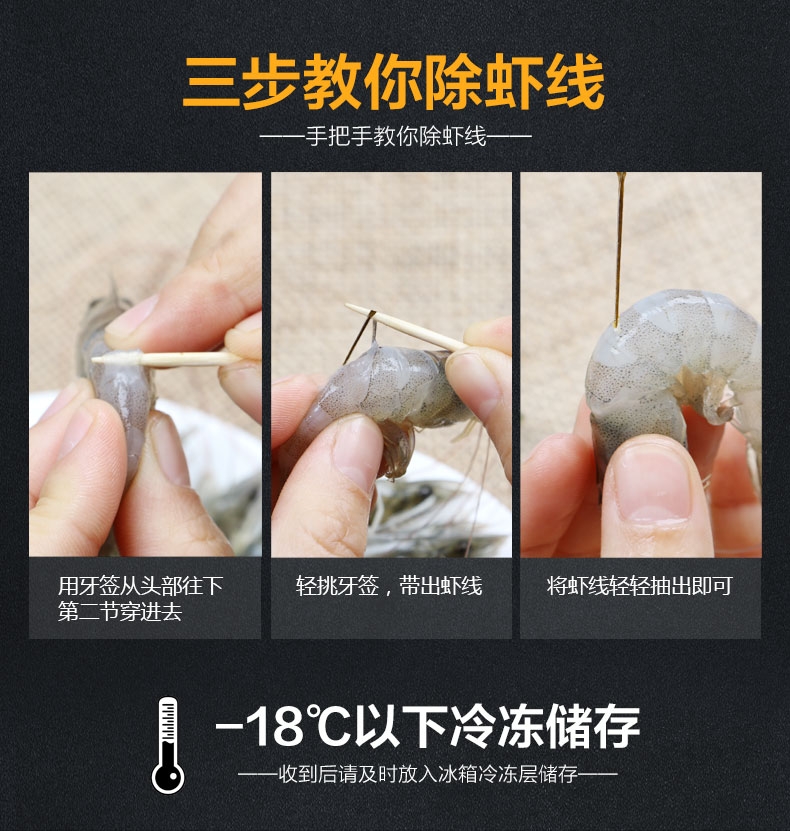 三步教你除虾线
——手把手教你除虾线——
用牙签从头部往下
第二节穿进去
轻挑牙签，带出虾线
将虾线轻轻抽出即可
-18℃以下冷冻储存
——收到后请及时放入冰箱冷冻层储存——